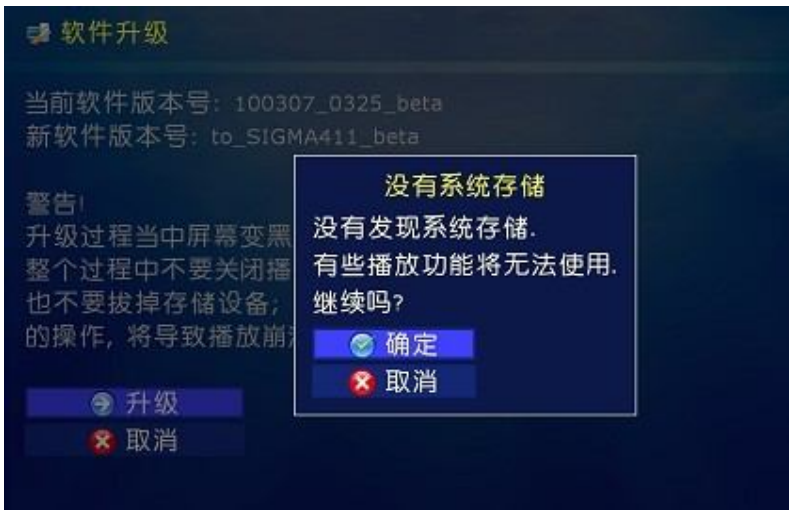 软件升级
当前软件版本号: 100307_0325_beta
新软件版本号: to_SIGMA411_beta
警告!
升级过程当中屏幕变黑
整个过程中不要关闭播
也不要拔掉存储设备;
的操作, 将导致播放崩
升级
取消
没有系统存储
没有发现系统存储.
有些播放功能将无法使用.
继续吗?
确定
取消